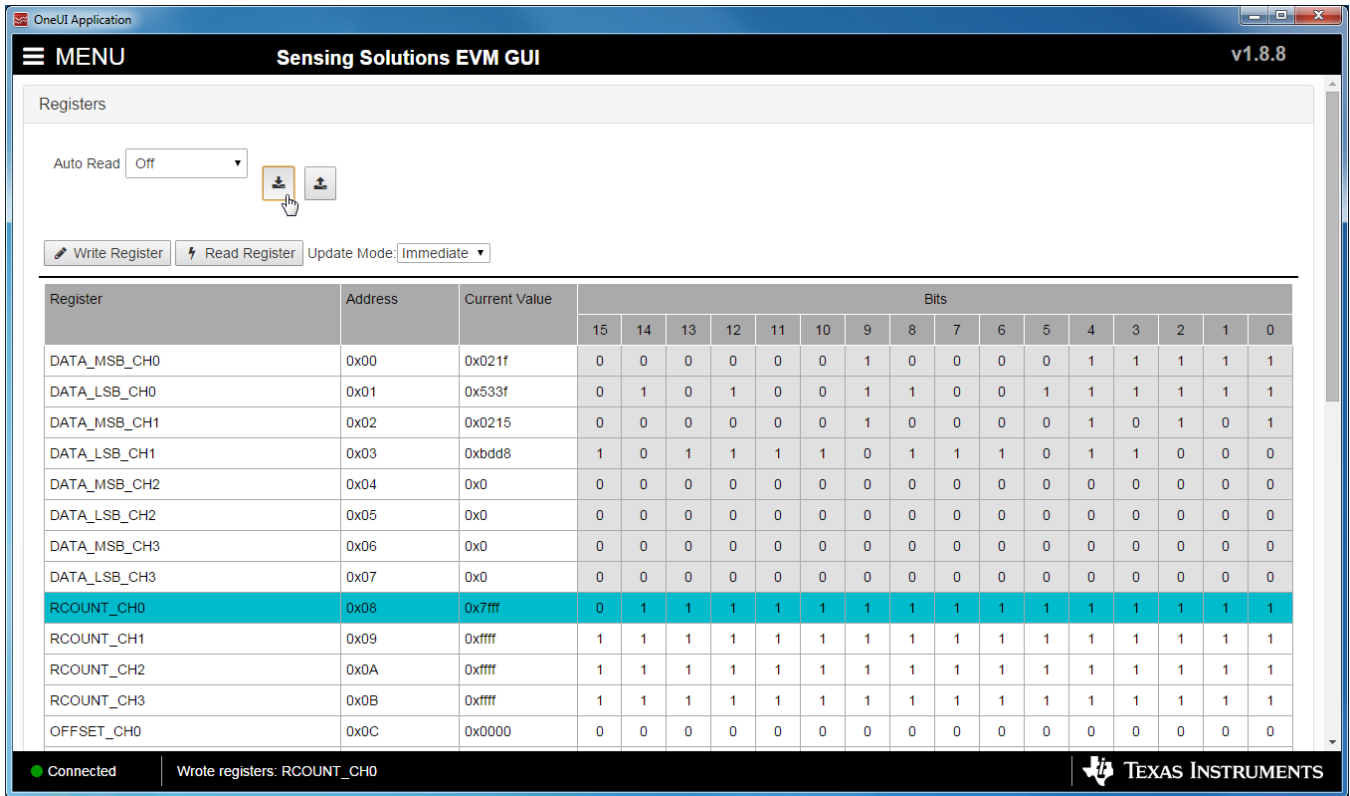 OneUI Application
MENU Sensing Solutions EVM GUI v1.8.8
Registers
Auto Read Off
Write Register Read Register Update Mode: Immediate
Register Address Current Value Bits
15 14 13 12 11 10 9 8 7 6 5 4 3 2 1 0
DATA_MSB_CH0 0x00 0x021f 0 0 0 0 0 0 1 0 0 0 0 1 1 1 1 1
DATA_LSB_CH0 0x01 0x533f 0 1 0 1 0 0 1 1 0 0 1 1 1 1 1 1
DATA_MSB_CH1 0x02 0x0215 0 0 0 0 0 0 1 0 0 0 0 1 0 1 0 1
DATA_LSB_CH1 0x03 0xbdd8 1 0 1 1 1 1 0 1 1 1 0 1 1 0 0 0
DATA_MSB_CH2 0x04 0x0 0 0 0 0 0 0 0 0 0 0 0 0 0 0 0 0
DATA_LSB_CH2 0x05 0x0 0 0 0 0 0 0 0 0 0 0 0 0 0 0 0 0
DATA_MSB_CH3 0x06 0x0 0 0 0 0 0 0 0 0 0 0 0 0 0 0 0 0
DATA_LSB_CH3 0x07 0x0 0 0 0 0 0 0 0 0 0 0 0 0 0 0 0 0
RCOUNT_CH0 0x08 0x7fff 0 1 1 1 1 1 1 1 1 1 1 1 1 1 1 1
RCOUNT_CH1 0x09 0xffff 1 1 1 1 1 1 1 1 1 1 1 1 1 1 1 1
RCOUNT_CH2 0x0A 0xffff 1 1 1 1 1 1 1 1 1 1 1 1 1 1 1 1
RCOUNT_CH3 0x0B 0xffff 1 1 1 1 1 1 1 1 1 1 1 1 1 1 1 1
OFFSET_CH0 0x0C 0x0000 0 0 0 0 0 0 0 0 0 0 0 0 0 0 0 0
Connected Wrote registers: RCOUNT_CH0 TEXAS INSTRUMENTS